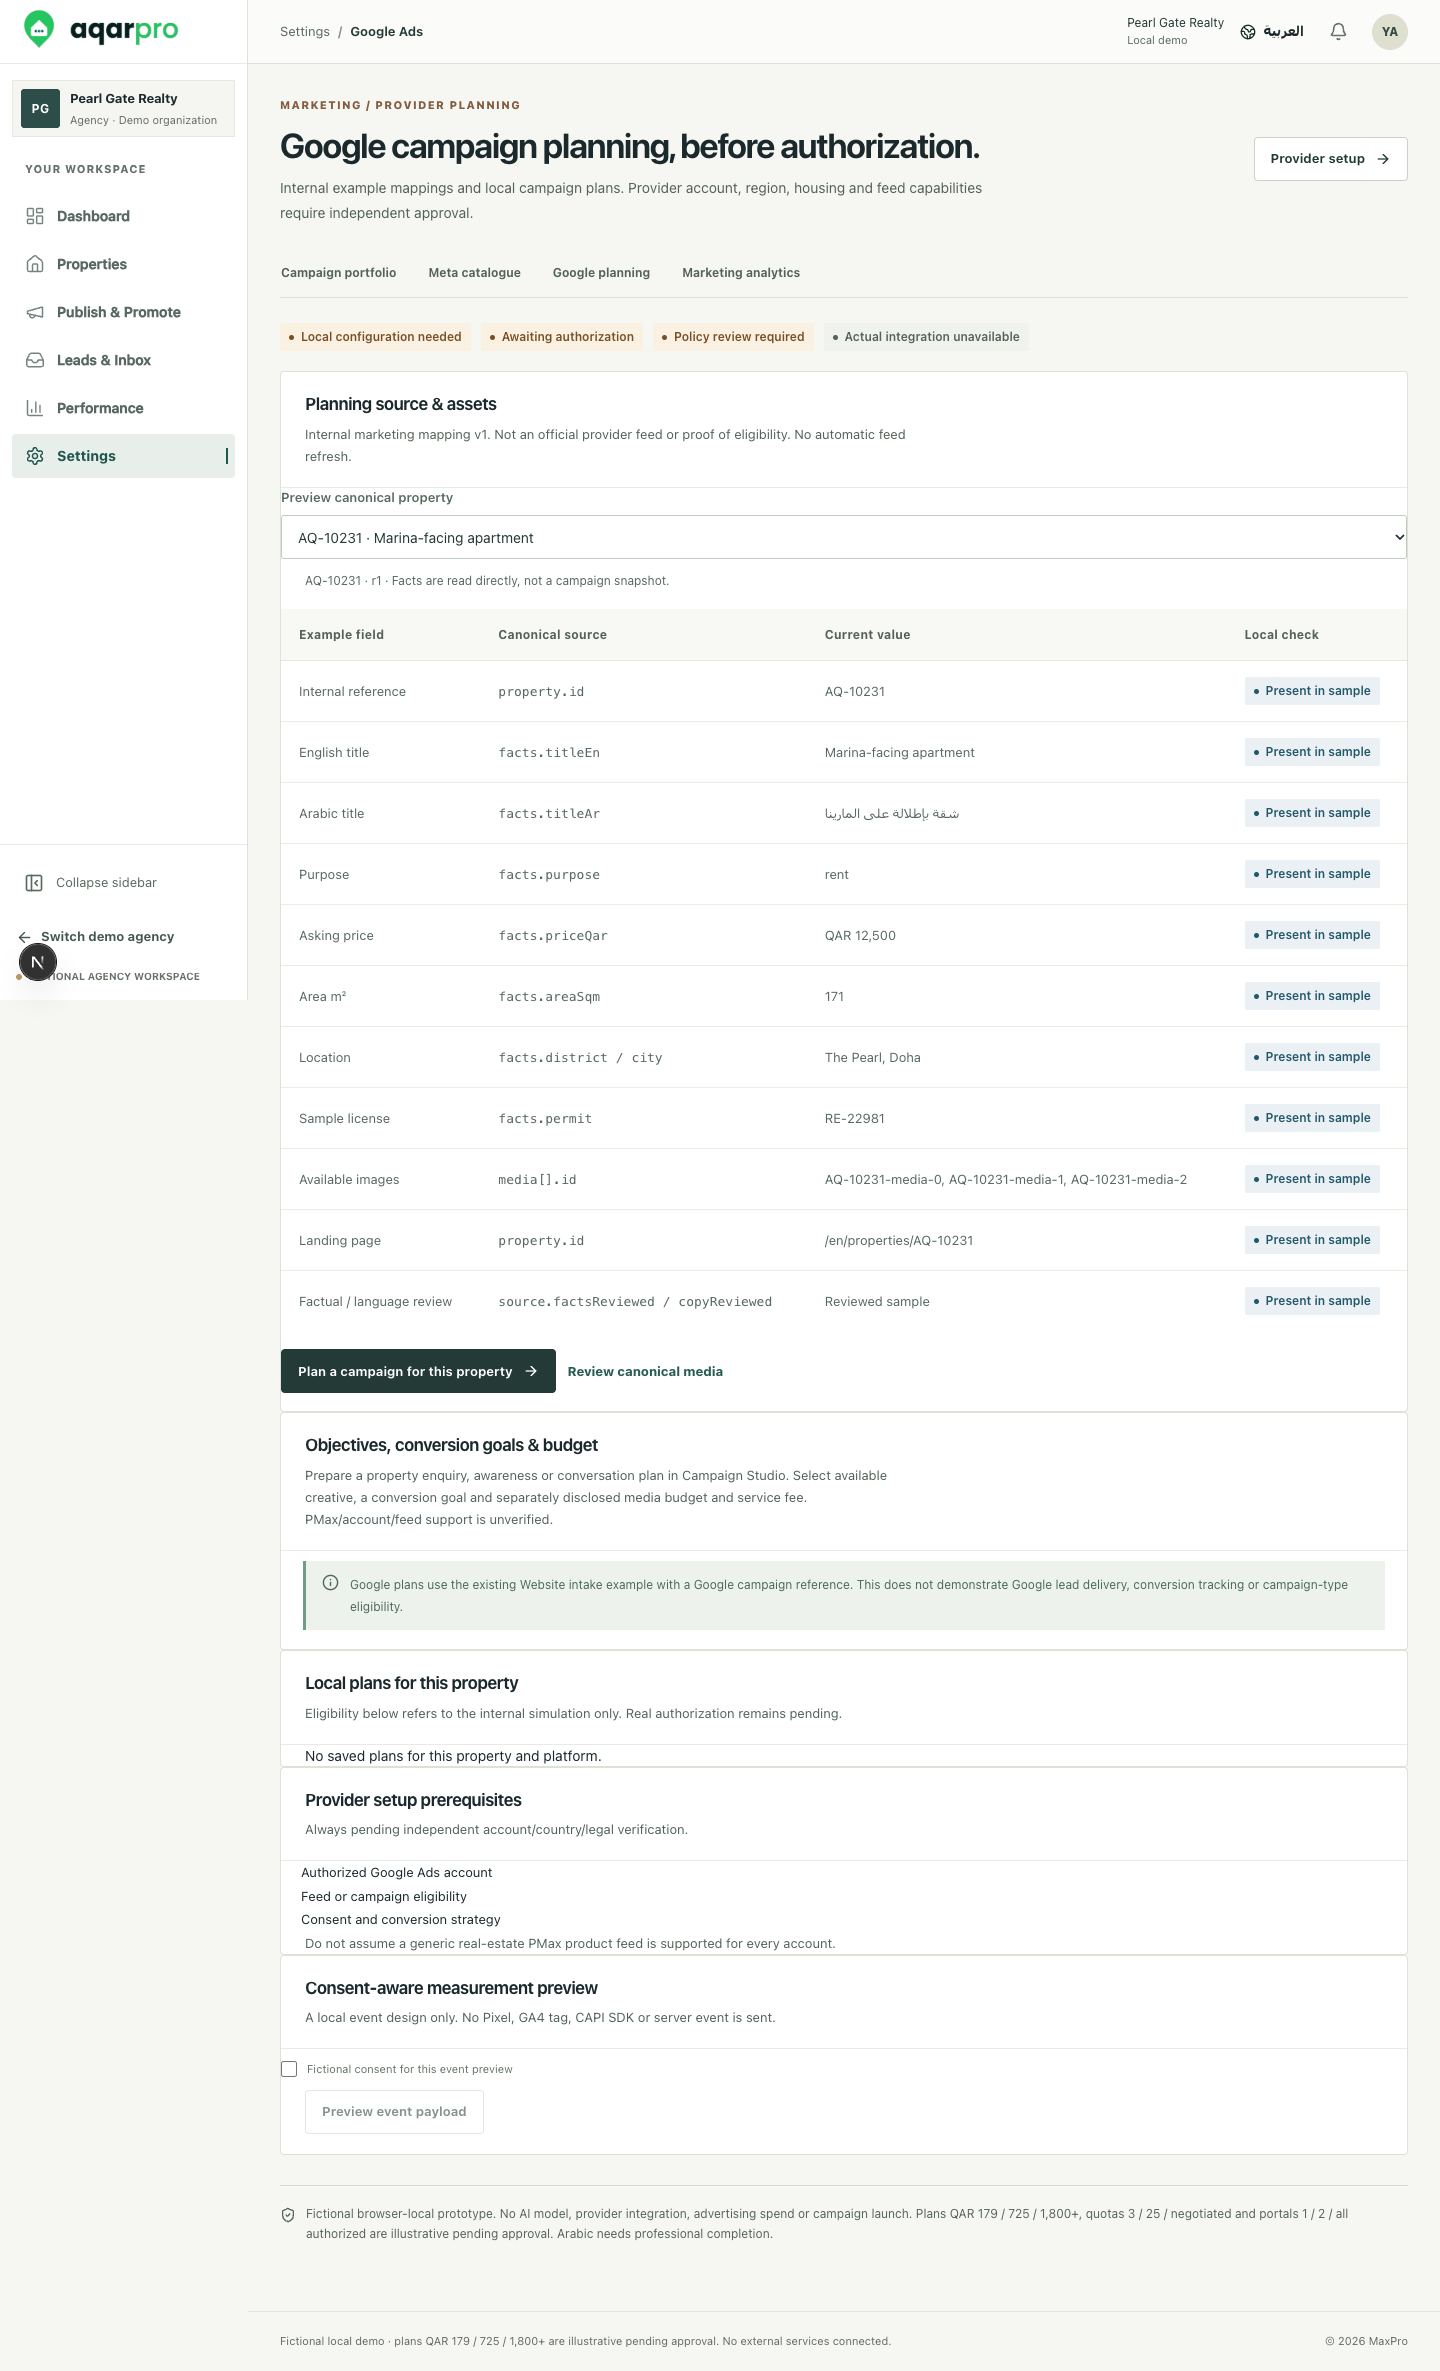 aqarpro
Settings / Google Ads
Pearl Gate Realty
Local demo
العربية
YA
PG
Pearl Gate Realty
Agency · Demo organization
YOUR WORKSPACE
Dashboard
Properties
Publish & Promote
Leads & Inbox
Performance
Settings
Collapse sidebar
Switch demo agency
N
IONAL AGENCY WORKSPACE
MARKETING / PROVIDER PLANNING
Google campaign planning, before authorization.
Internal example mappings and local campaign plans. Provider account, region, housing and feed capabilities
require independent approval.
Provider setup
Campaign portfolio Meta catalogue Google planning Marketing analytics
Local configuration needed Awaiting authorization Policy review required Actual integration unavailable
Planning source & assets
Internal marketing mapping v1. Not an official provider feed or proof of eligibility. No automatic feed
refresh.
Preview canonical property
AQ-10231 · Marina-facing apartment
AQ-10231 · r1 · Facts are read directly, not a campaign snapshot.
Example field Canonical source Current value Local check
Internal reference property.id AQ-10231 Present in sample
English title facts.titleEn Marina-facing apartment Present in sample
Arabic title facts.titleAr شقة بإطلالة على المارينا Present in sample
Purpose facts.purpose rent Present in sample
Asking price facts.priceQar QAR 12,500 Present in sample
Area m² facts.areaSqm 171 Present in sample
Location facts.district / city The Pearl, Doha Present in sample
Sample license facts.permit RE-22981 Present in sample
Available images media[].id AQ-10231-media-0, AQ-10231-media-1, AQ-10231-media-2 Present in sample
Landing page property.id /en/properties/AQ-10231 Present in sample
Factual / language review source.factsReviewed / copyReviewed Reviewed sample Present in sample
Plan a campaign for this property Review canonical media
Objectives, conversion goals & budget
Prepare a property enquiry, awareness or conversation plan in Campaign Studio. Select available
creative, a conversion goal and separately disclosed media budget and service fee.
PMax/account/feed support is unverified.
Google plans use the existing Website intake example with a Google campaign reference. This does not demonstrate Google lead delivery, conversion tracking or campaign-type
eligibility.
Local plans for this property
Eligibility below refers to the internal simulation only. Real authorization remains pending.
No saved plans for this property and platform.
Provider setup prerequisites
Always pending independent account/country/legal verification.
Authorized Google Ads account
Feed or campaign eligibility
Consent and conversion strategy
Do not assume a generic real-estate PMax product feed is supported for every account.
Consent-aware measurement preview
A local event design only. No Pixel, GA4 tag, CAPI SDK or server event is sent.
Fictional consent for this event preview
Preview event payload
Fictional browser-local prototype. No AI model, provider integration, advertising spend or campaign launch. Plans QAR 179 / 725 / 1,800+, quotas 3 / 25 / negotiated and portals 1 / 2 / all
authorized are illustrative pending approval. Arabic needs professional completion.
Fictional local demo · plans QAR 179 / 725 / 1,800+ are illustrative pending approval. No external services connected.
© 2026 MaxPro